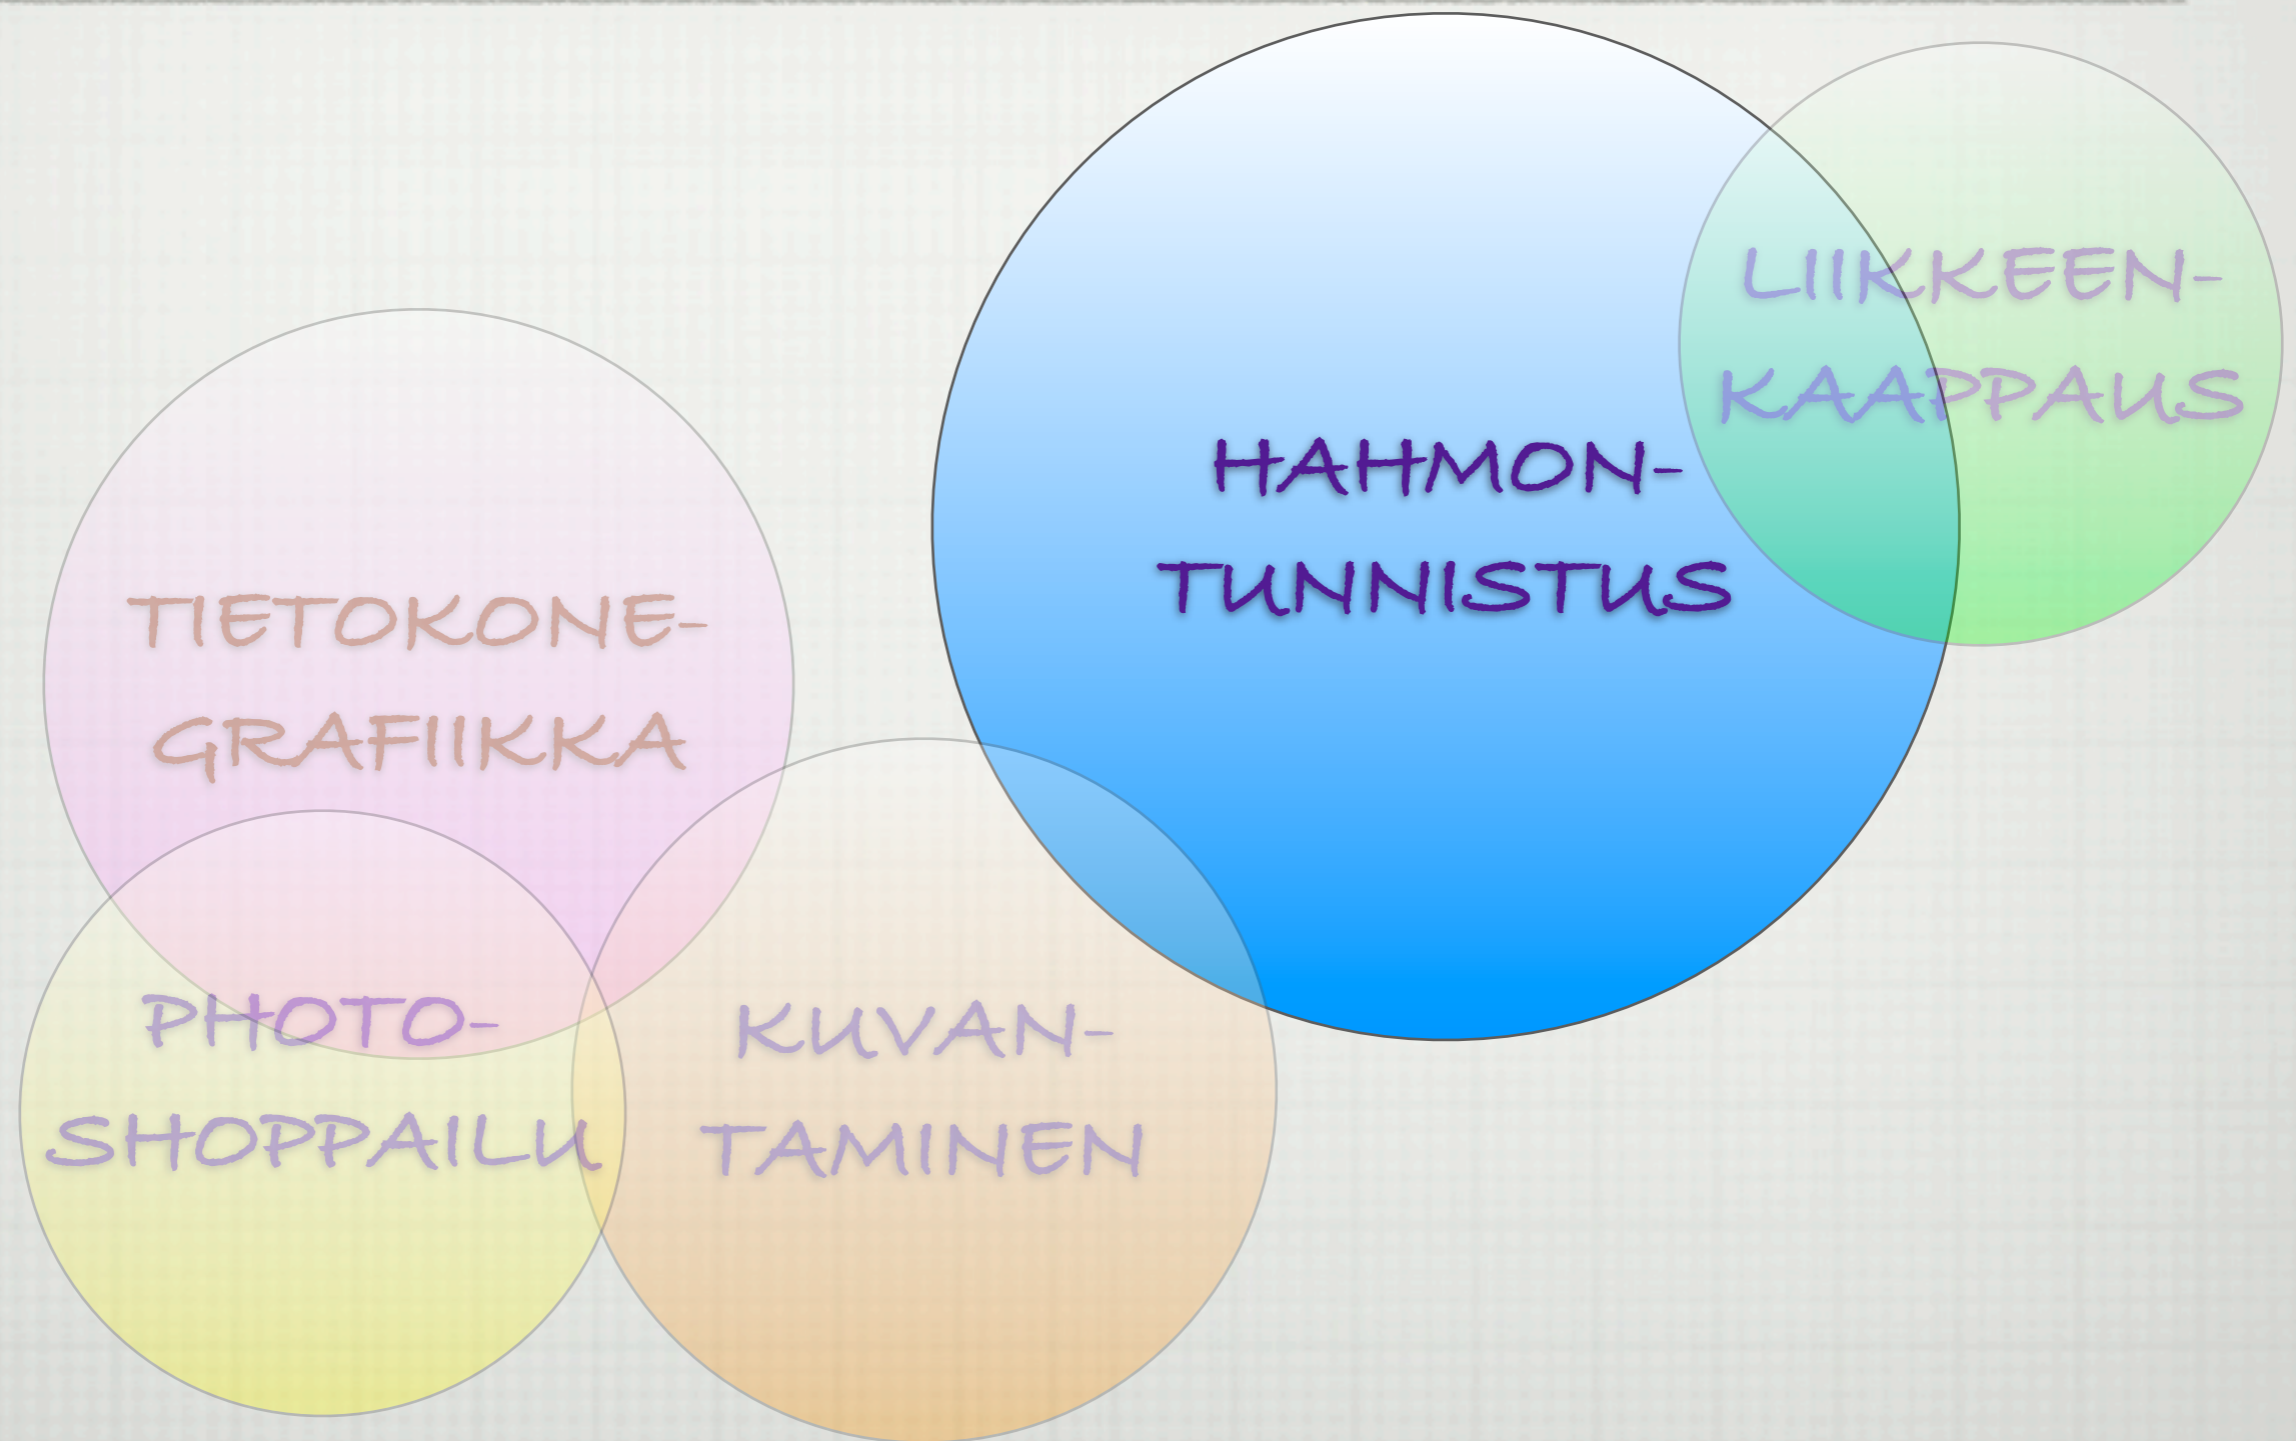 LIIKKEEN-
KAAPPAUS
HAHMON-
TUNNISTUS
TIETOKONE-
GRAFIIKKA
PHOTO-
SHOPPAILU
KUVAN-
TAMINEN